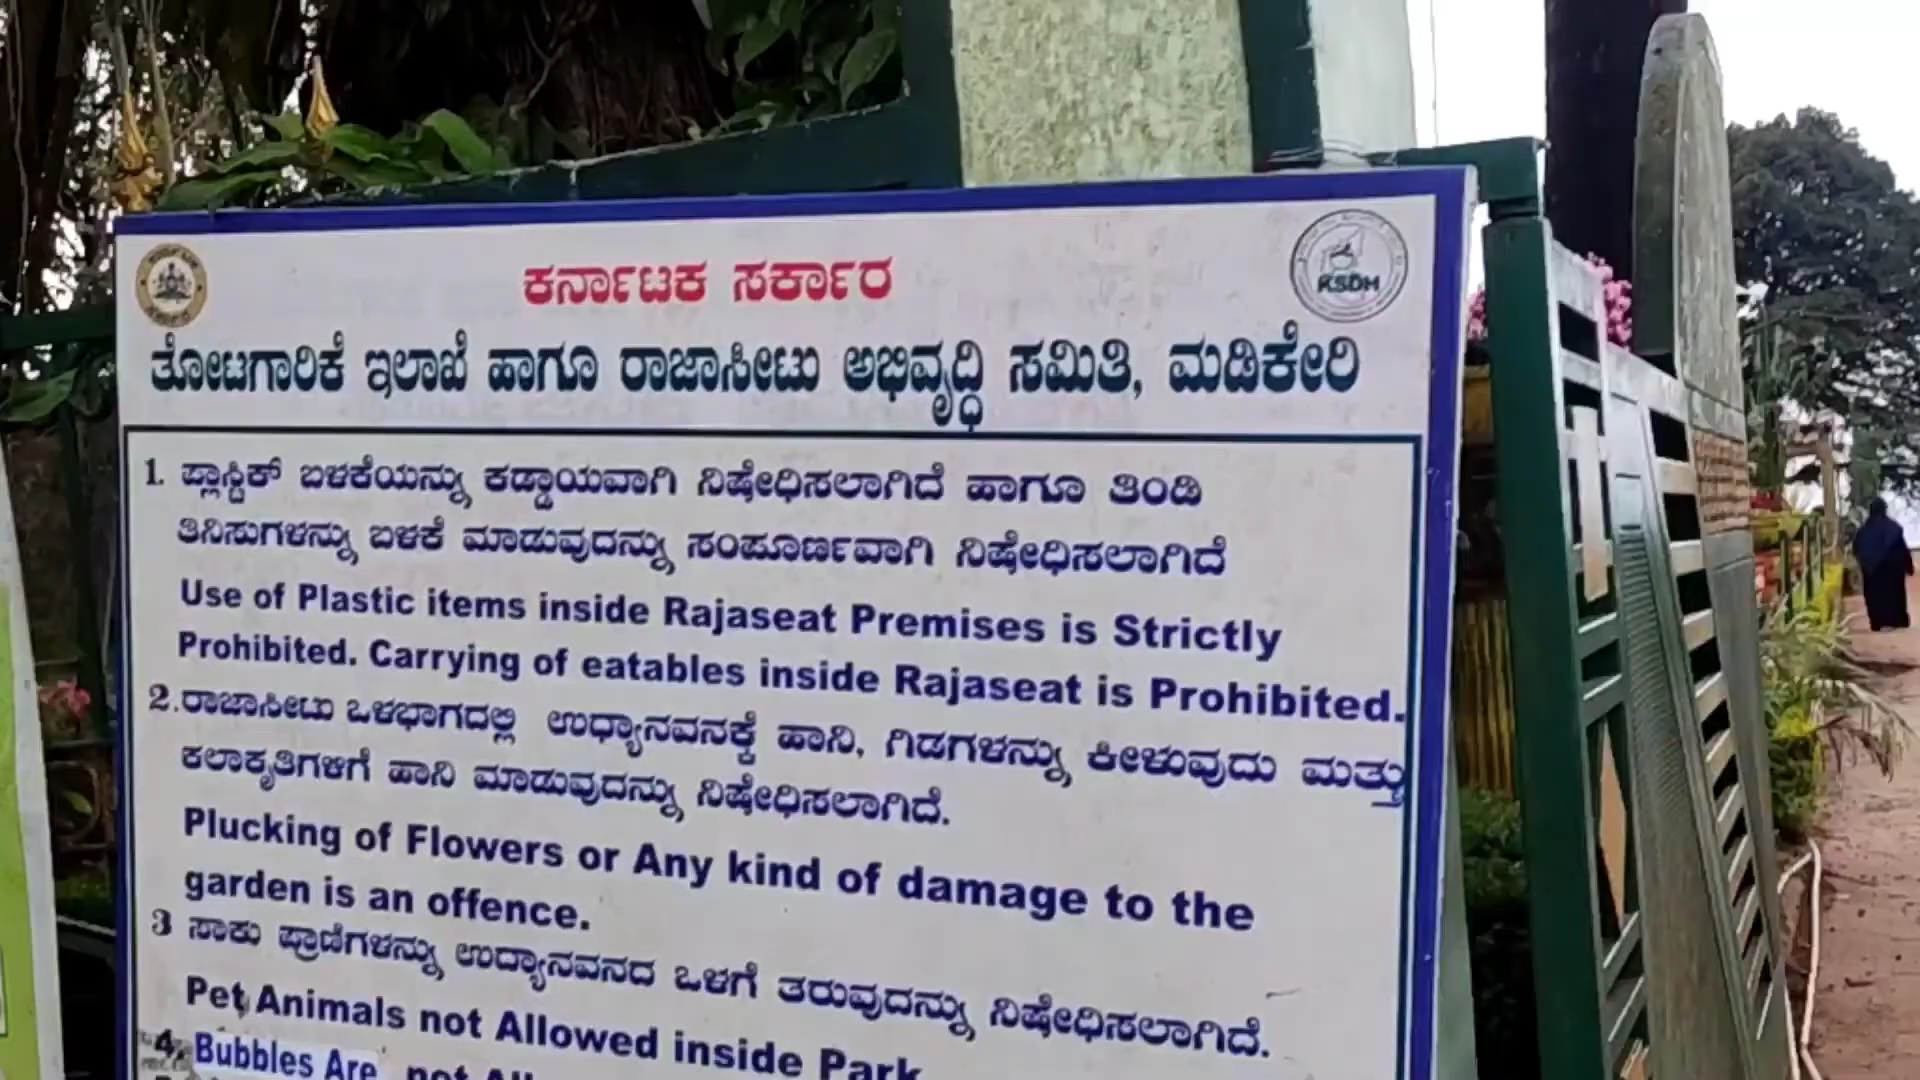 ಕರ್ನಾಟಕ ಸರ್ಕಾರ
KSDH
ತೋಟಗಾರಿಕೆ ಇಲಾಖೆ ಹಾಗೂ ರಾಜಾಸೀಟು ಅಭಿವೃದ್ಧಿ ಸಮಿತಿ, ಮಡಿಕೇರಿ
1. ಪ್ಲಾಸ್ಟಿಕ್ ಬಳಕೆಯನ್ನು ಕಡ್ಡಾಯವಾಗಿ ನಿಷೇಧಿಸಲಾಗಿದೆ ಹಾಗೂ ತಿಂಡಿ
ತಿನಿಸುಗಳನ್ನು ಬಳಕೆ ಮಾಡುವುದನ್ನು ಸಂಪೂರ್ಣವಾಗಿ ನಿಷೇಧಿಸಲಾಗಿದೆ
Use of Plastic items inside Rajaseat Premises is Strictly
Prohibited. Carrying of eatables inside Rajaseat is Prohibited.
2. ರಾಜಾಸೀಟು ಒಳಭಾಗದಲ್ಲಿ ಉಧ್ಯಾನವನಕ್ಕೆ ಹಾನಿ, ಗಿಡಗಳನ್ನು ಕೀಳುವುದು ಮತ್ತು
ಕಲಾಕೃತಿಗಳಿಗೆ ಹಾನಿ ಮಾಡುವುದನ್ನು ನಿಷೇಧಿಸಲಾಗಿದೆ.
Plucking of Flowers or Any kind of damage to the
garden is an offence.
3 ಸಾಕು ಪ್ರಾಣಿಗಳನ್ನು ಉದ್ಯಾನವನದ ಒಳಗೆ ತರುವುದನ್ನು ನಿಷೇಧಿಸಲಾಗಿದೆ.
Pet Animals not Allowed inside Park
4. Bubbles Are not